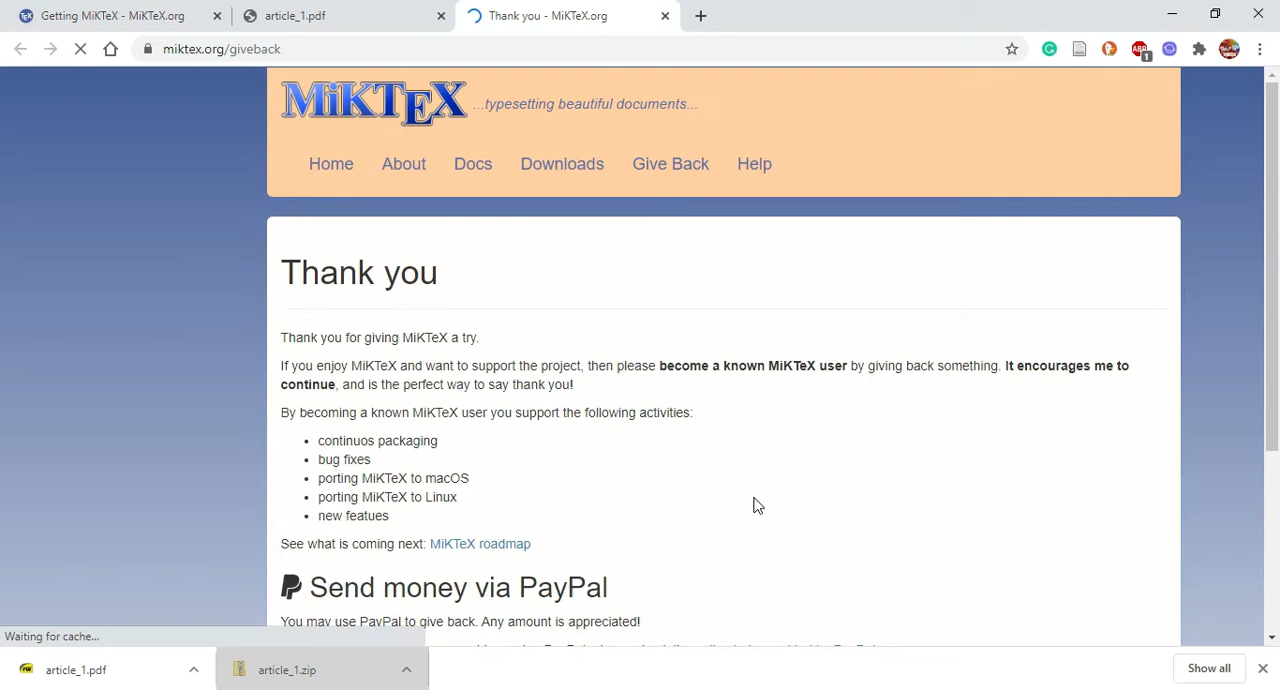 Getting MiKTeX - MiKTeX.org
article_1.pdf
Thank you - MiKTeX.org
miktex.org/giveback
ABP
1
MiKTEX ...typesetting beautiful documents...
Home About Docs Downloads Give Back Help
Thank you
Thank you for giving MiKTeX a try.
If you enjoy MiKTeX and want to support the project, then please become a known MiKTeX user by giving back something. It encourages me to
continue, and is the perfect way to say thank you!
By becoming a known MiKTeX user you support the following activities:
• continuos packaging
• bug fixes
• porting MiKTeX to macOS
• porting MiKTeX to Linux
• new featues
See what is coming next: MiKTeX roadmap
Send money via PayPal
You may use PayPal to give back. Any amount is appreciated!
Waiting for cache...
article_1.pdf
article_1.zip
Show all